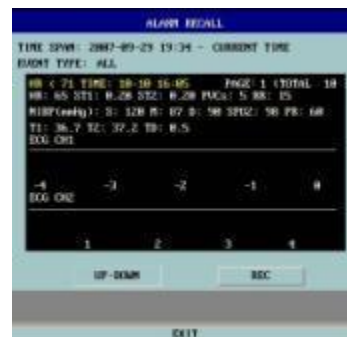 ALARM RECALL
TIME SPAN: 2007-09-29 19:34 - CURRENT TIME
EVENT TYPE: ALL
HR < 71 TIME: 10-10 16:05 PAGE 1 (TOTAL 10
HR: 65 ST1: 0.20 ST2: 0.20 PVCs: 5 RR: 15
NIBP(mmHg): S: 120 M: 87 D: 90 SPO2: 98 PR: 60
T1: 36.7 T2: 37.2 TD: 0.5
ECG CH1
-4 -3 -2 -1 0
ECG CH2
1 2 3 4
UP-DOWN REC
EXIT